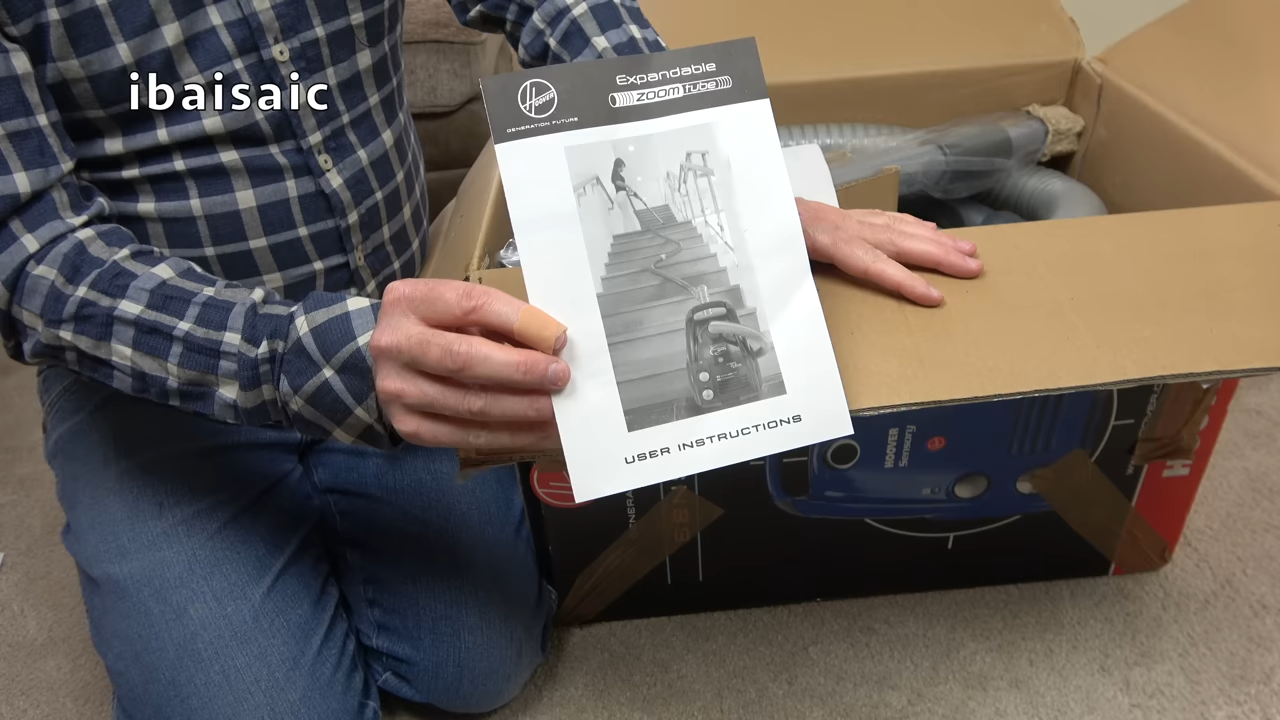 ibaisaic
HOOVER
GENERATION FUTURE
Expandable
zoom tube
USER INSTRUCTIONS
HOOVER
Sensory